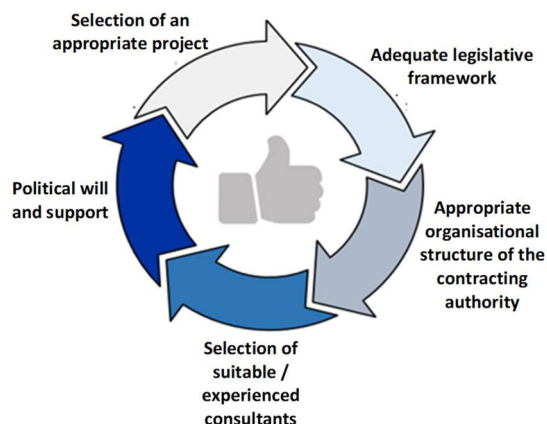 Selection of an
appropriate project
Adequate legislative
framework
Appropriate
organisational
structure of the
contracting
authority
Selection of
suitable /
experienced
consultants
Political will
and support